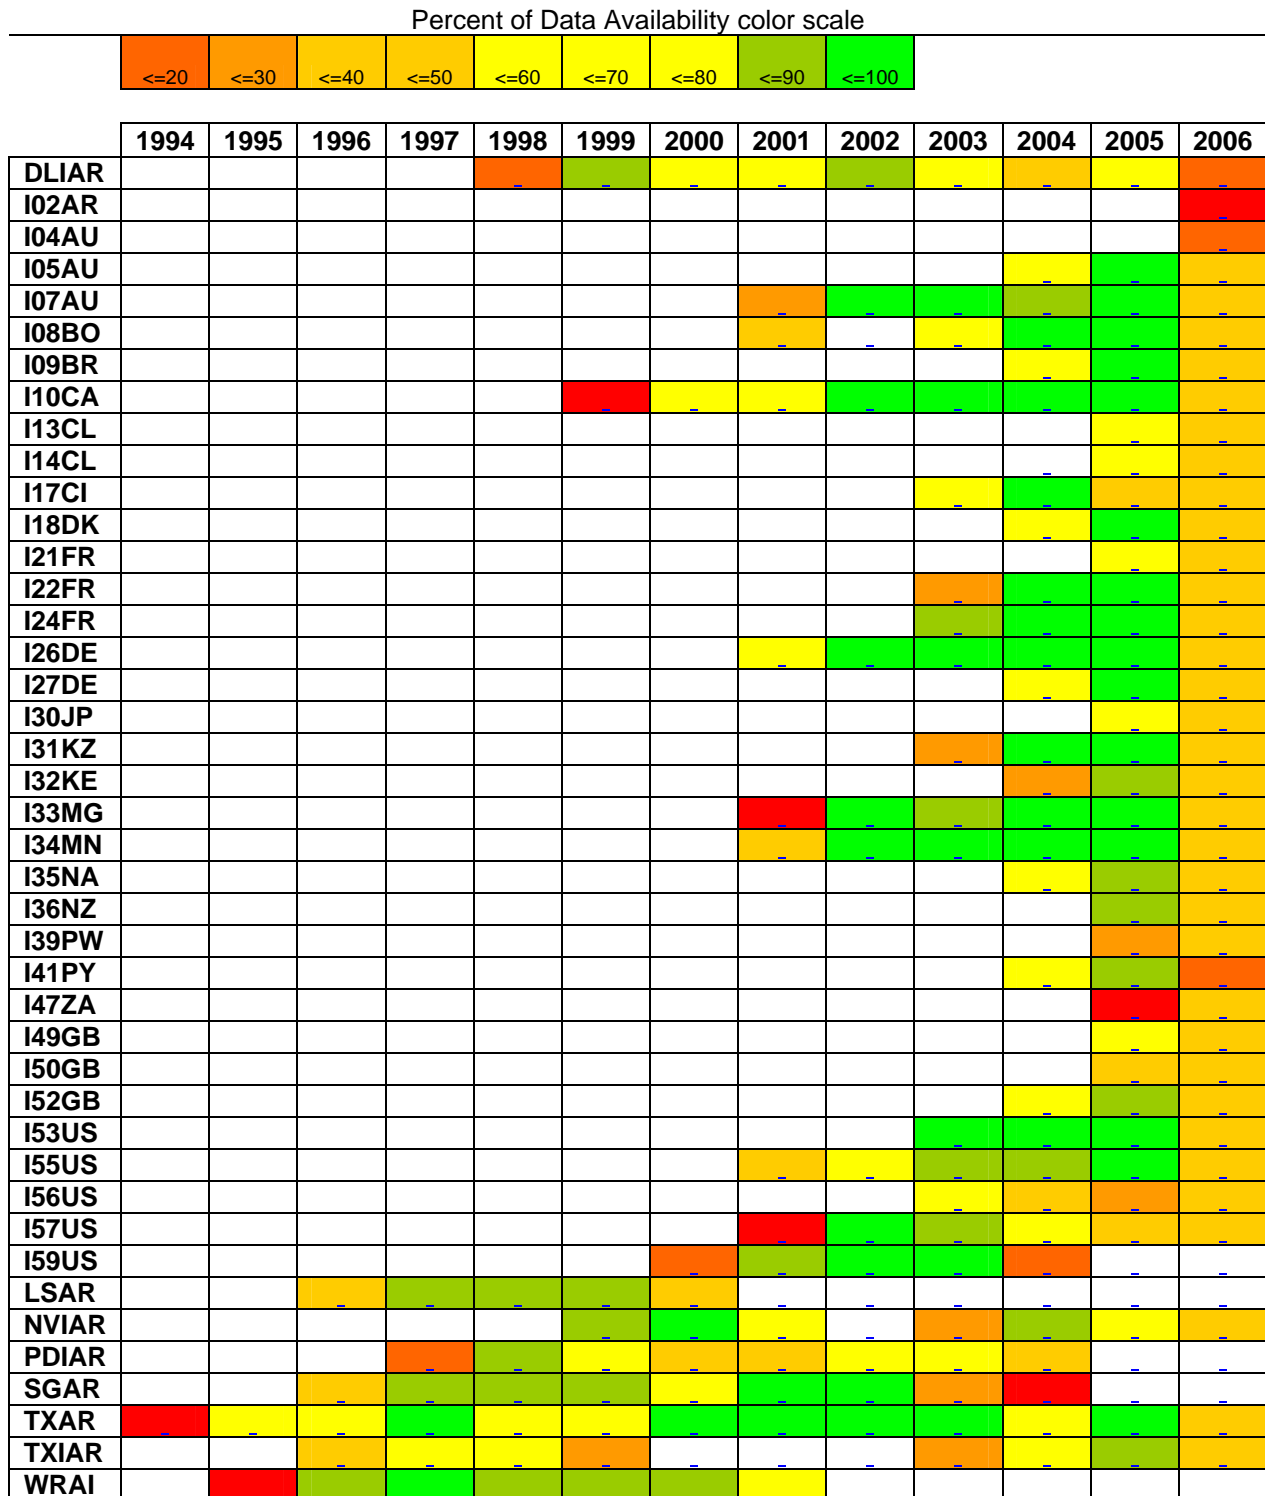 Percent of Data Availability color scale
<=20 <=30 <=40 <=50 <=60 <=70 <=80 <=90 <=100
1994 1995 1996 1997 1998 1999 2000 2001 2002 2003 2004 2005 2006
DLIAR _ _ _ _ _ _ _ _ _
I02AR _
I04AU _
I05AU _ _ _
I07AU _ _ _ _ _ _
I08BO _ _ _ _ _ _
I09BR _ _ _
I10CA _ _ _ _ _ _ _ _
I13CL _ _
I14CL _ _ _
I17CI _ _ _ _
I18DK _ _ _
I21FR _ _
I22FR _ _ _ _
I24FR _ _ _ _
I26DE _ _ _ _ _ _
I27DE _ _ _
I30JP _ _
I31KZ _ _ _ _
I32KE _ _ _
I33MG _ _ _ _ _ _
I34MN _ _ _ _ _ _
I35NA _ _ _
I36NZ _ _
I39PW _ _
I41PY _ _ _
I47ZA _ _
I49GB _ _
I50GB _ _
I52GB _ _ _
I53US _ _ _ _
I55US _ _ _ _ _ _
I56US _ _ _ _
I57US _ _ _ _ _ _
I59US _ _ _ _ _ _ _
LSAR _ _ _ _ _ _ _ _ _ _ _
NVIAR _ _ _ _ _ _ _ _
PDIAR _ _ _ _ _ _ _ _ _ _
SGAR _ _ _ _ _ _ _ _ _ _ _
TXAR _ _ _ _ _ _ _ _ _ _ _ _ _
TXIAR _ _ _ _ _ _ _ _ _ _ _
WRAI